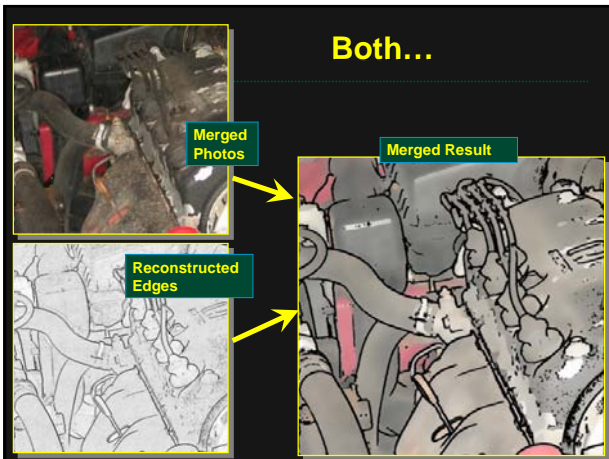 Both...
Merged
Photos
Merged Result
Reconstructed
Edges